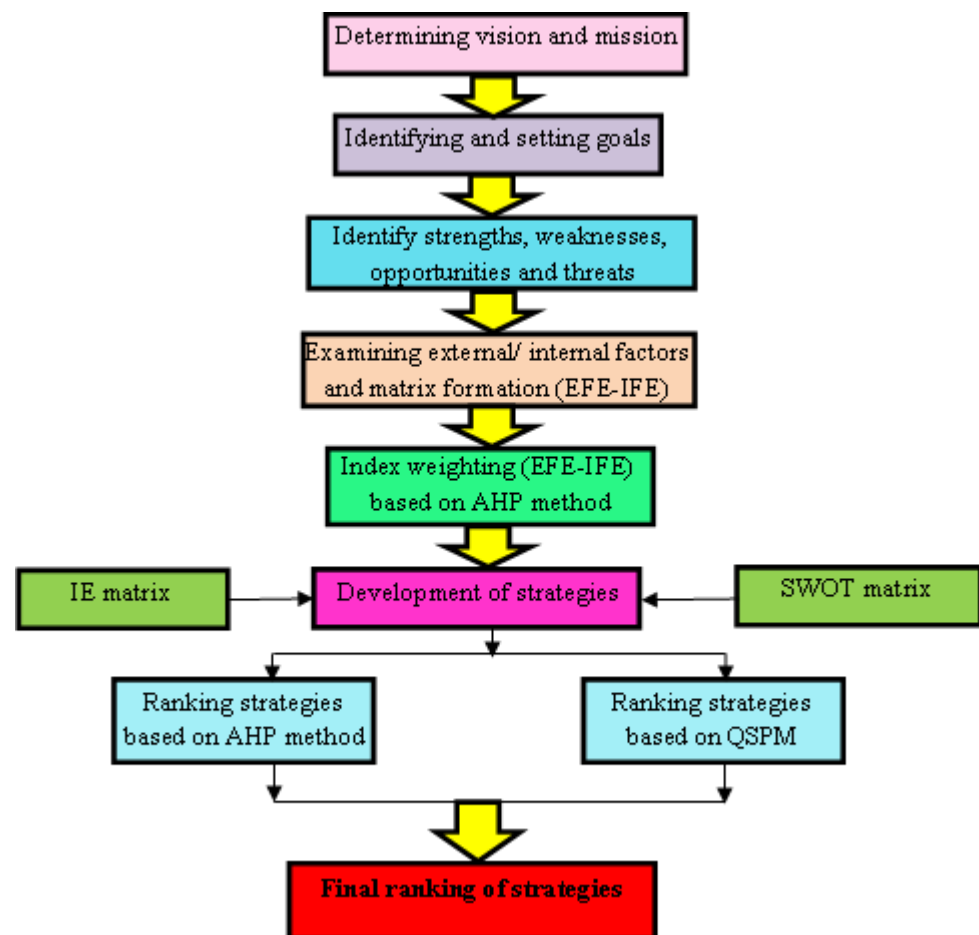 Determining vision and mission
Identifying and setting goals
Identify strengths, weaknesses,
opportunities and threats
Examining external/ internal factors
and matrix formation (EFE-IFE)
Index weighting (EFE-IFE)
based on AHP method
IE matrix
Development of strategies
SWOT matrix
Ranking strategies
based on AHP method
Ranking strategies
based on QSPM
Final ranking of strategies